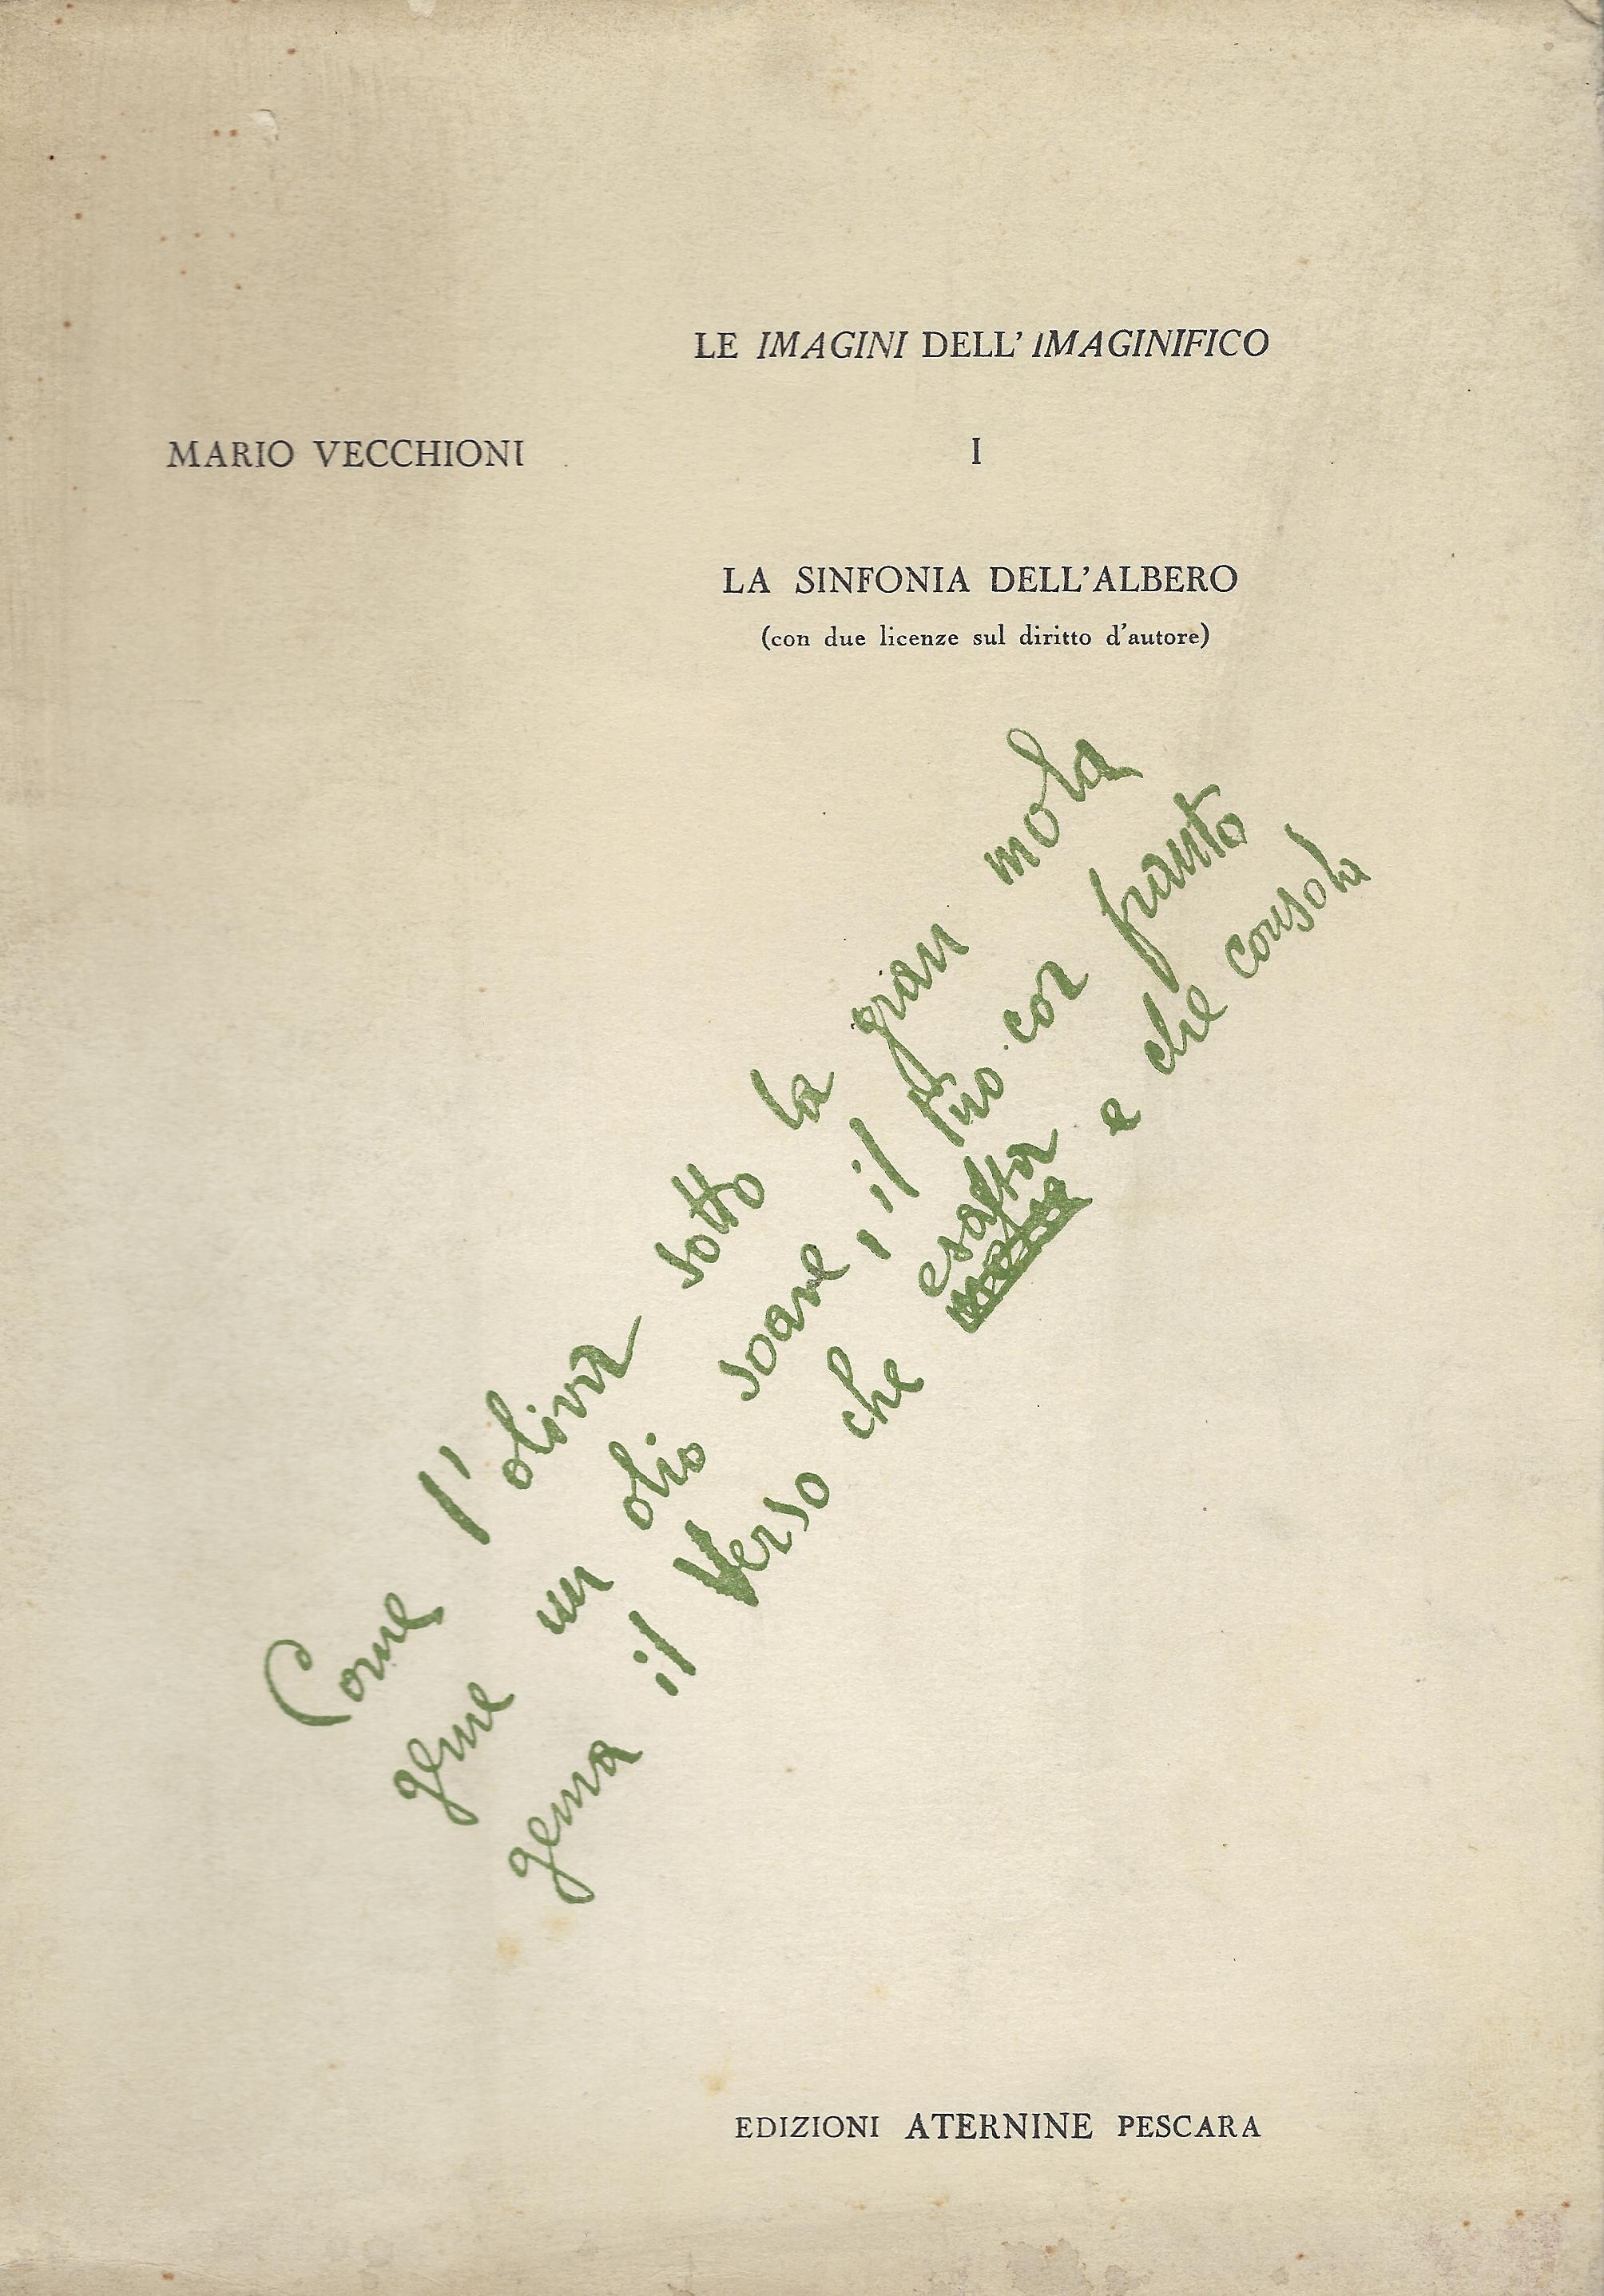 LE IMAGINI DELL' IMAGINIFICO
MARIO VECCHIONI
I
LA SINFONIA DELL'ALBERO
(con due licenze sul diritto d'autore)
Come l'oliva sotto la gran mola
geme un olio soave, il tuo cor franto
gema il Verso che esalta e che consola
EDIZIONI ATERNINE PESCARA